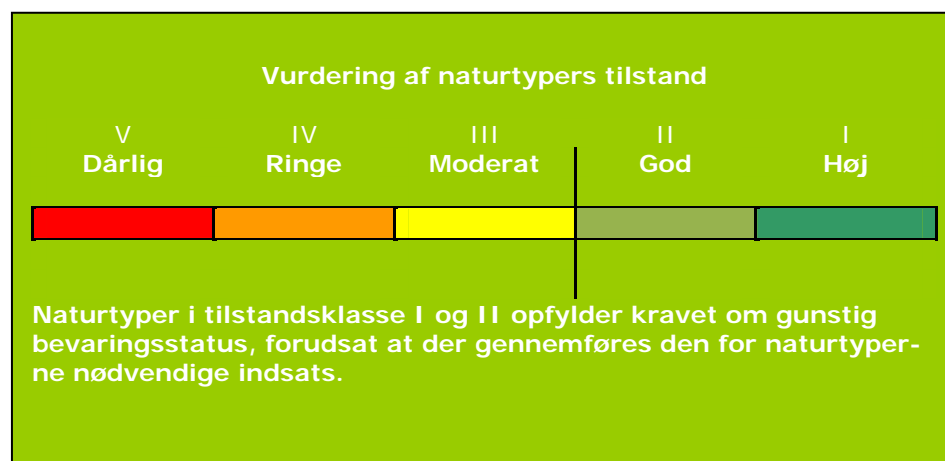 Vurdering af naturtypers tilstand
V IV III II I
Dårlig Ringe Moderat God Høj
Naturtyper i tilstandsklasse I og II opfylder kravet om gunstig
bevaringsstatus, forudsat at der gennemføres den for naturtyper-
ne nødvendige indsats.